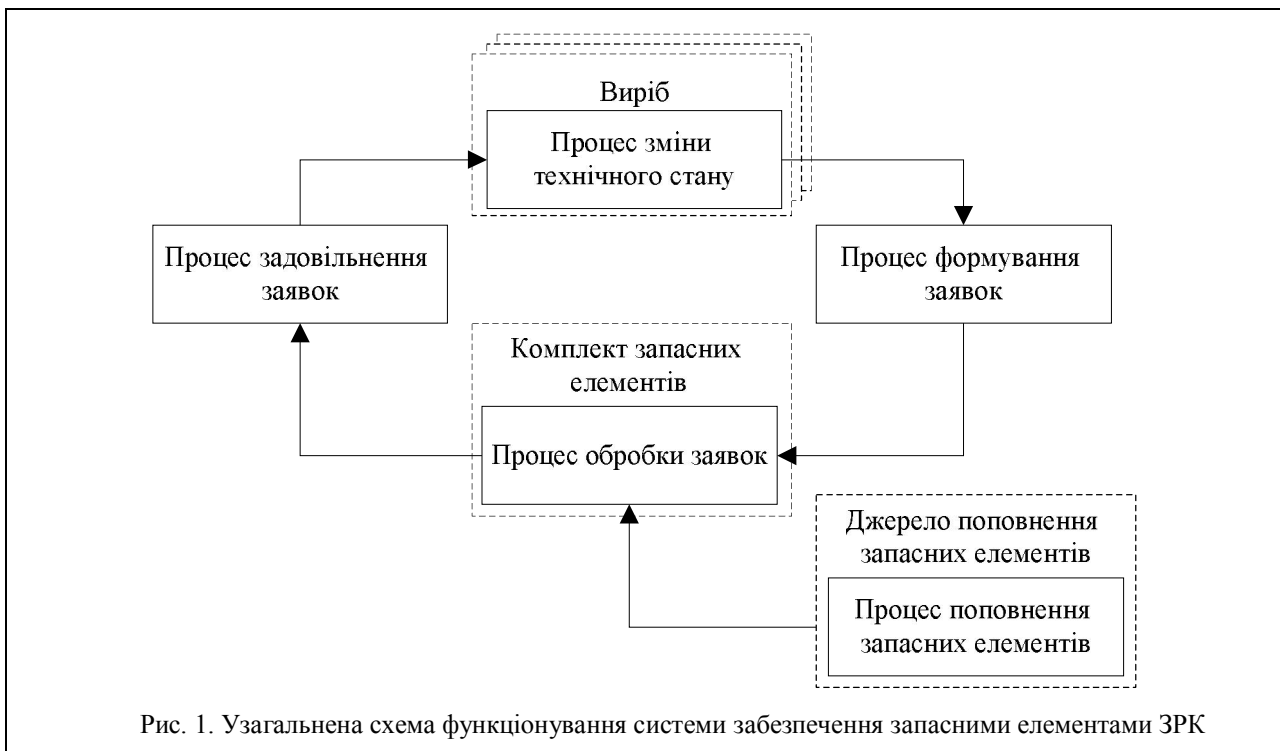 Виріб
Процес зміни
технічного стану
Процес задовільнення
заявок
Процес формування
заявок
Комплект запасних
елементів
Процес обробки заявок
Джерело поповнення
запасних елементів
Процес поповнення
запасних елементів
Рис. 1. Узагальнена схема функціонування системи забезпечення запасними елементами ЗРК